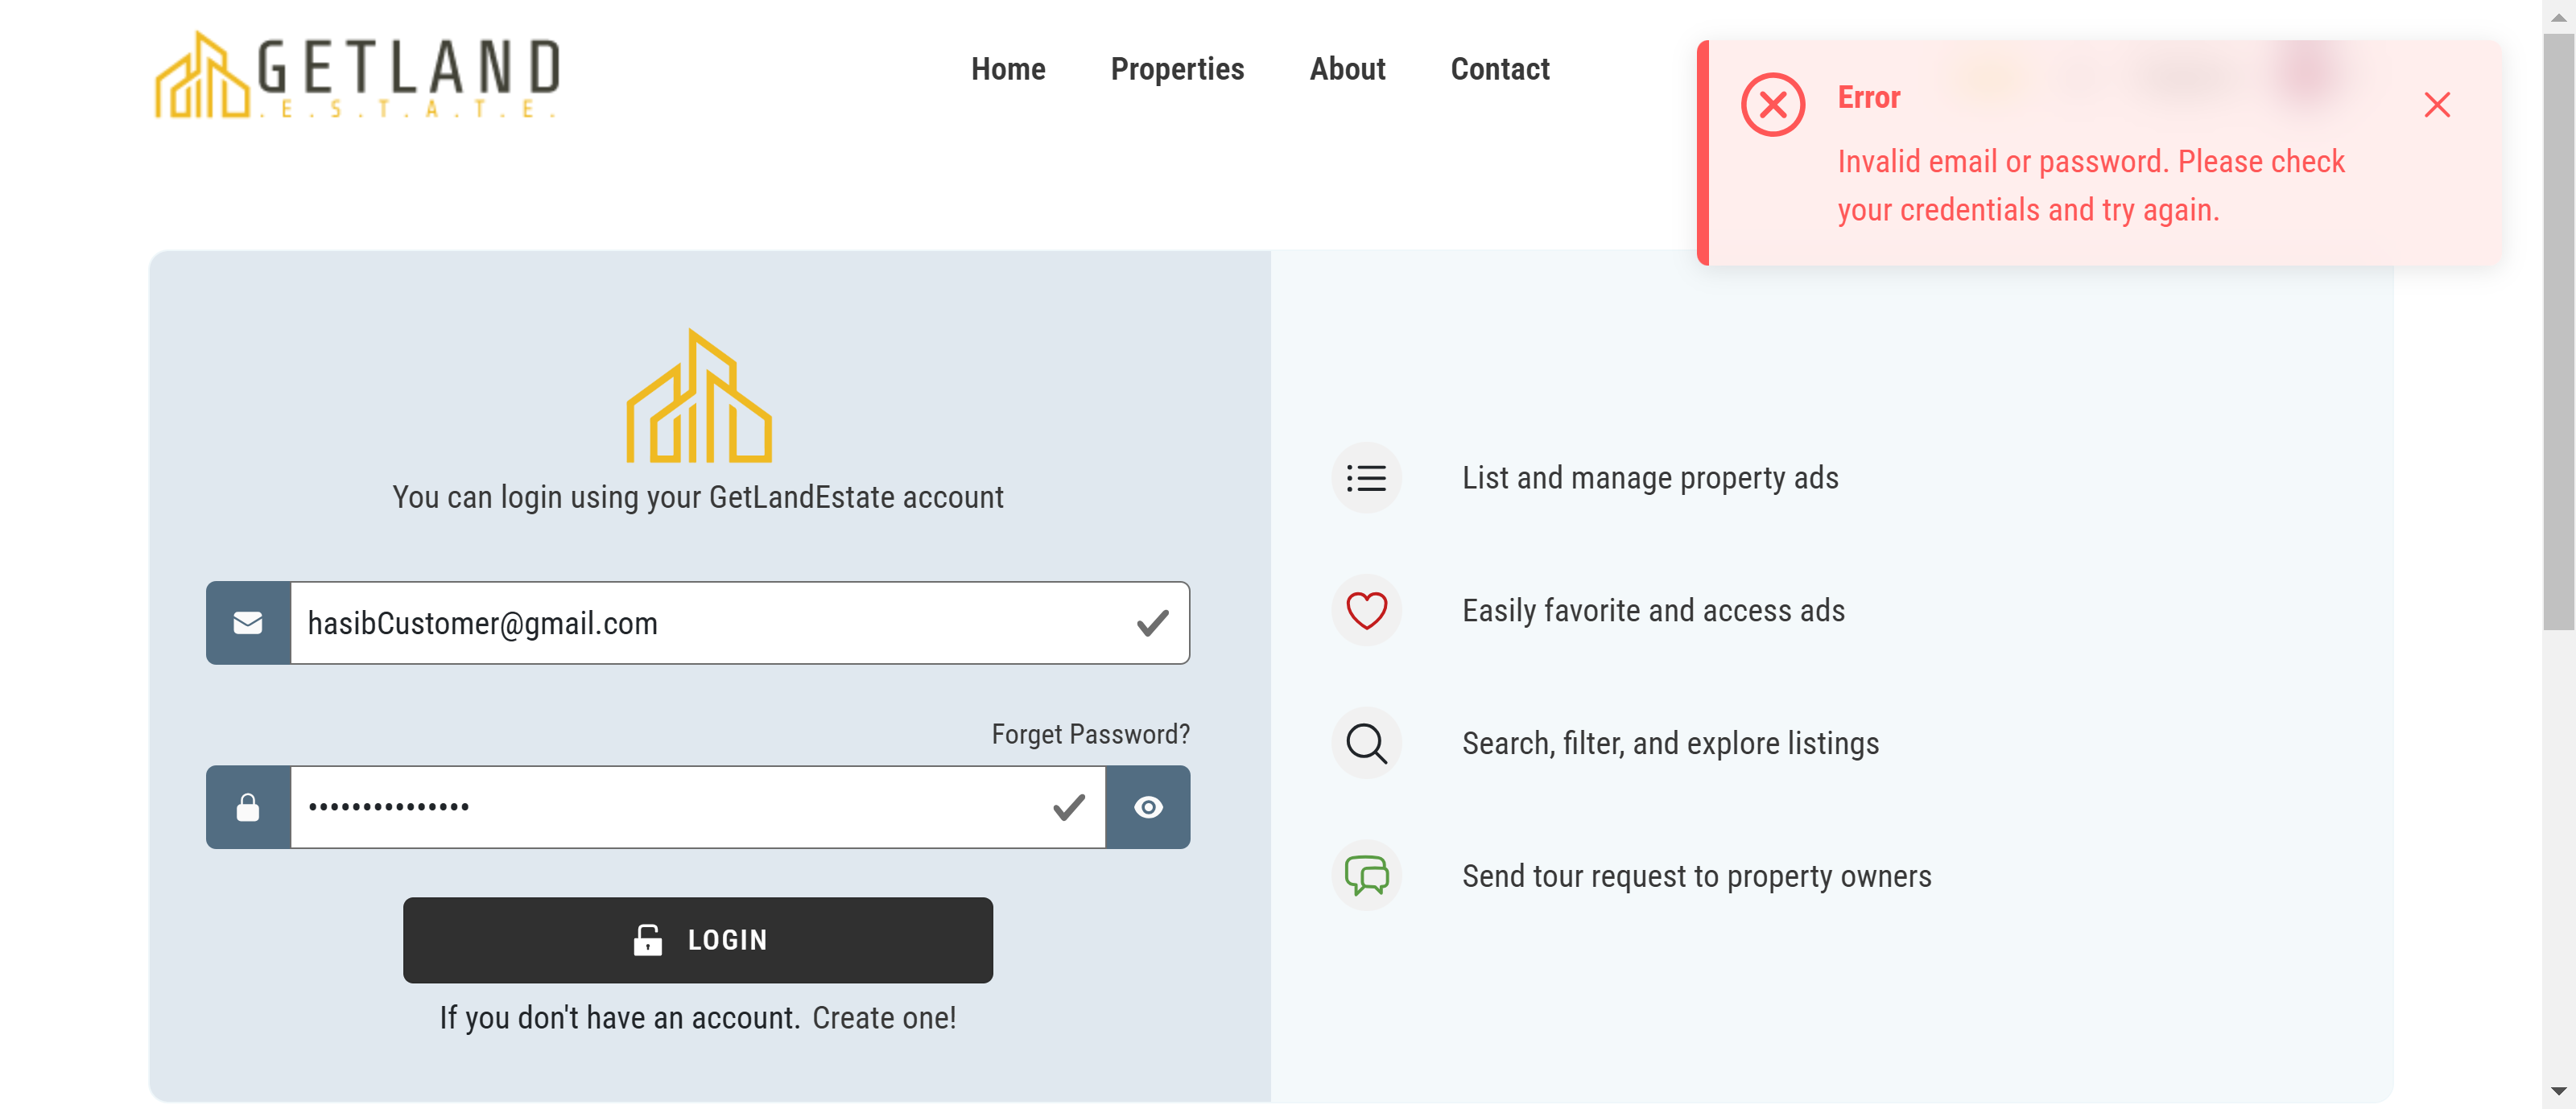 GETLAND
.E.S.T.A.T.E.
Home Properties About Contact
Error
Invalid email or password. Please check
your credentials and try again.
You can login using your GetLandEstate account
hasibCustomer@gmail.com
Forget Password?
•••••••••••••••
LOGIN
If you don't have an account. Create one!
List and manage property ads
Easily favorite and access ads
Search, filter, and explore listings
Send tour request to property owners